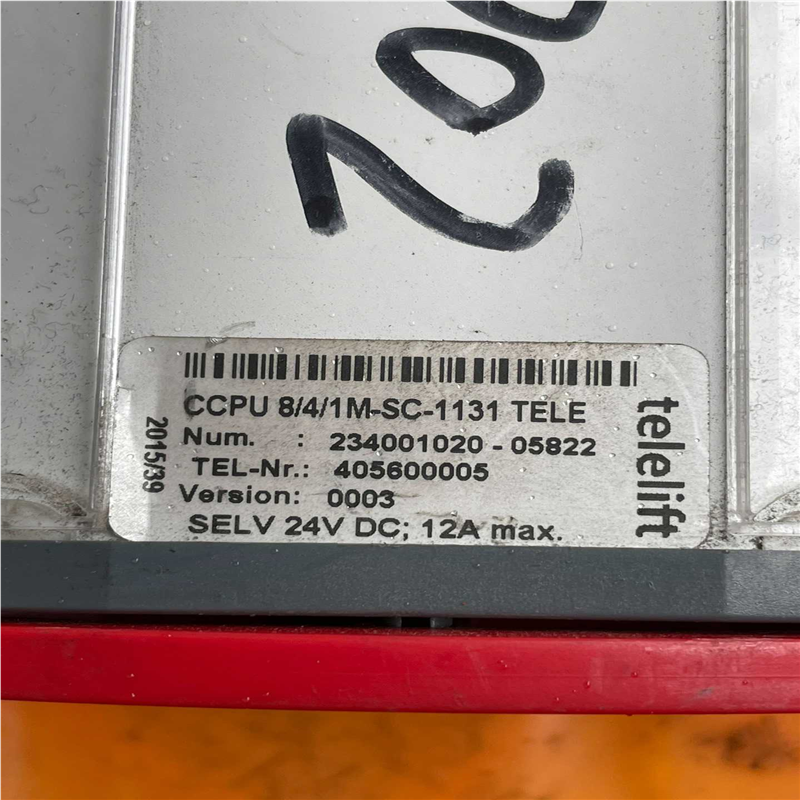 200
CCPU 8/4/1M-SC-1131 TELE
Num. : 234001020 - 05822
TEL-Nr.: 405600005
Version: 0003
SELV 24V DC; 12A max.
2015/39
telelift